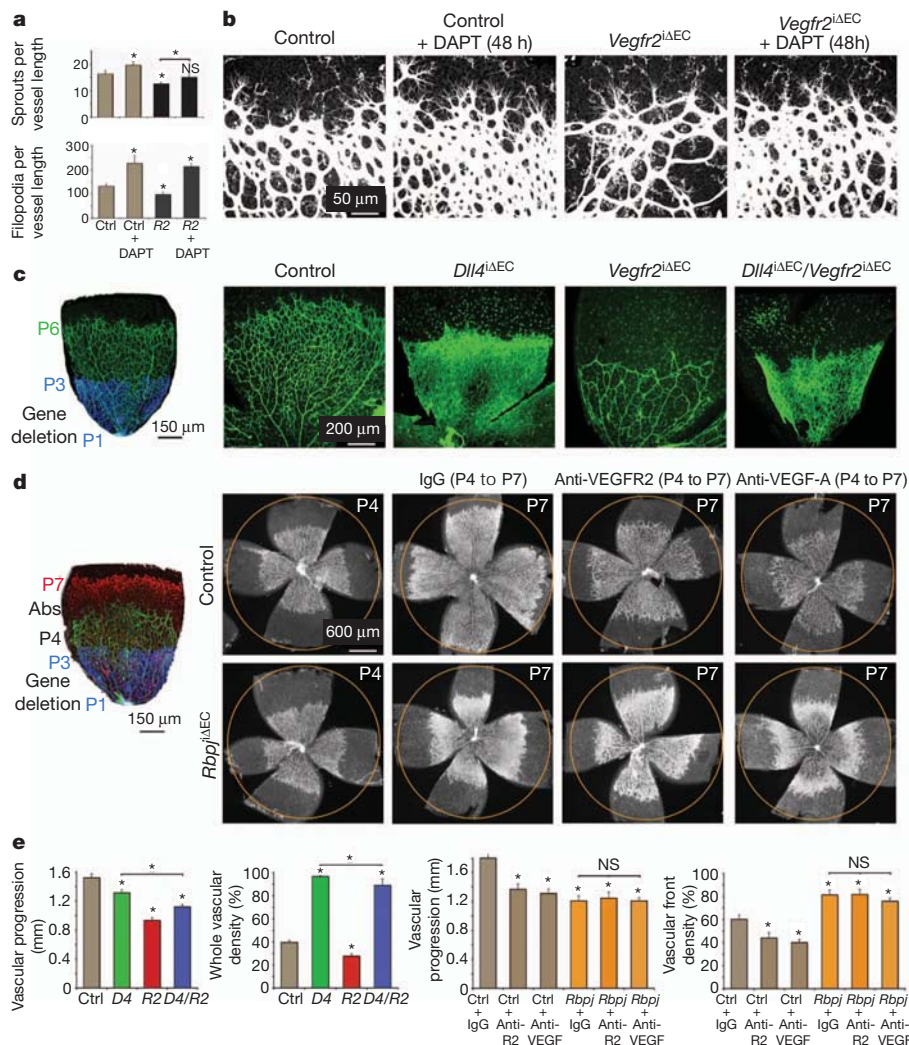 a
Sprouts per vessel length
20
10
0
*
*
*
NS
Filopodia per vessel length
300
200
100
0
*
*
*
Ctrl
Ctrl + DAPT
R2
R2 + DAPT
b
Control
Control + DAPT (48 h)
Vegfr2iΔEC
Vegfr2iΔEC + DAPT (48h)
50 μm
c
P6
P3
Gene deletion P1
150 μm
Control
Dll4iΔEC
Vegfr2iΔEC
Dll4iΔEC/Vegfr2iΔEC
200 μm
d
P7
Abs
P4
P3
Gene deletion P1
150 μm
IgG (P4 to P7)
Anti-VEGFR2 (P4 to P7)
Anti-VEGF-A (P4 to P7)
Control
P4
P7
P7
P7
600 μm
RbpjiΔEC
P4
P7
P7
P7
e
Vascular progression (mm)
1.6
1.2
0.8
0.4
0
*
*
*
*
Ctrl
D4
R2
D4/R2
Whole vascular density (%)
100
80
60
40
20
0
*
*
*
*
Ctrl
D4
R2
D4/R2
Vascular progression (mm)
1.6
1.2
0.8
0.4
0
NS
*
*
*
*
*
Ctrl + IgG
Ctrl + Anti-R2
Ctrl + Anti-VEGF
Rbpj + IgG
Rbpj + Anti-R2
Rbpj + Anti-VEGF
Vascular front density (%)
100
80
60
40
20
0
NS
*
*
*
*
*
Ctrl + IgG
Ctrl + Anti-R2
Ctrl + Anti-VEGF
Rbpj + IgG
Rbpj + Anti-R2
Rbpj + Anti-VEGF